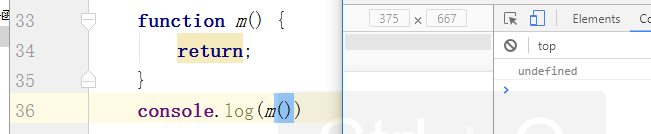 33 function m() {
34 return;
35 }
36 console.log(m())
375 × 667
Elements
top
undefined